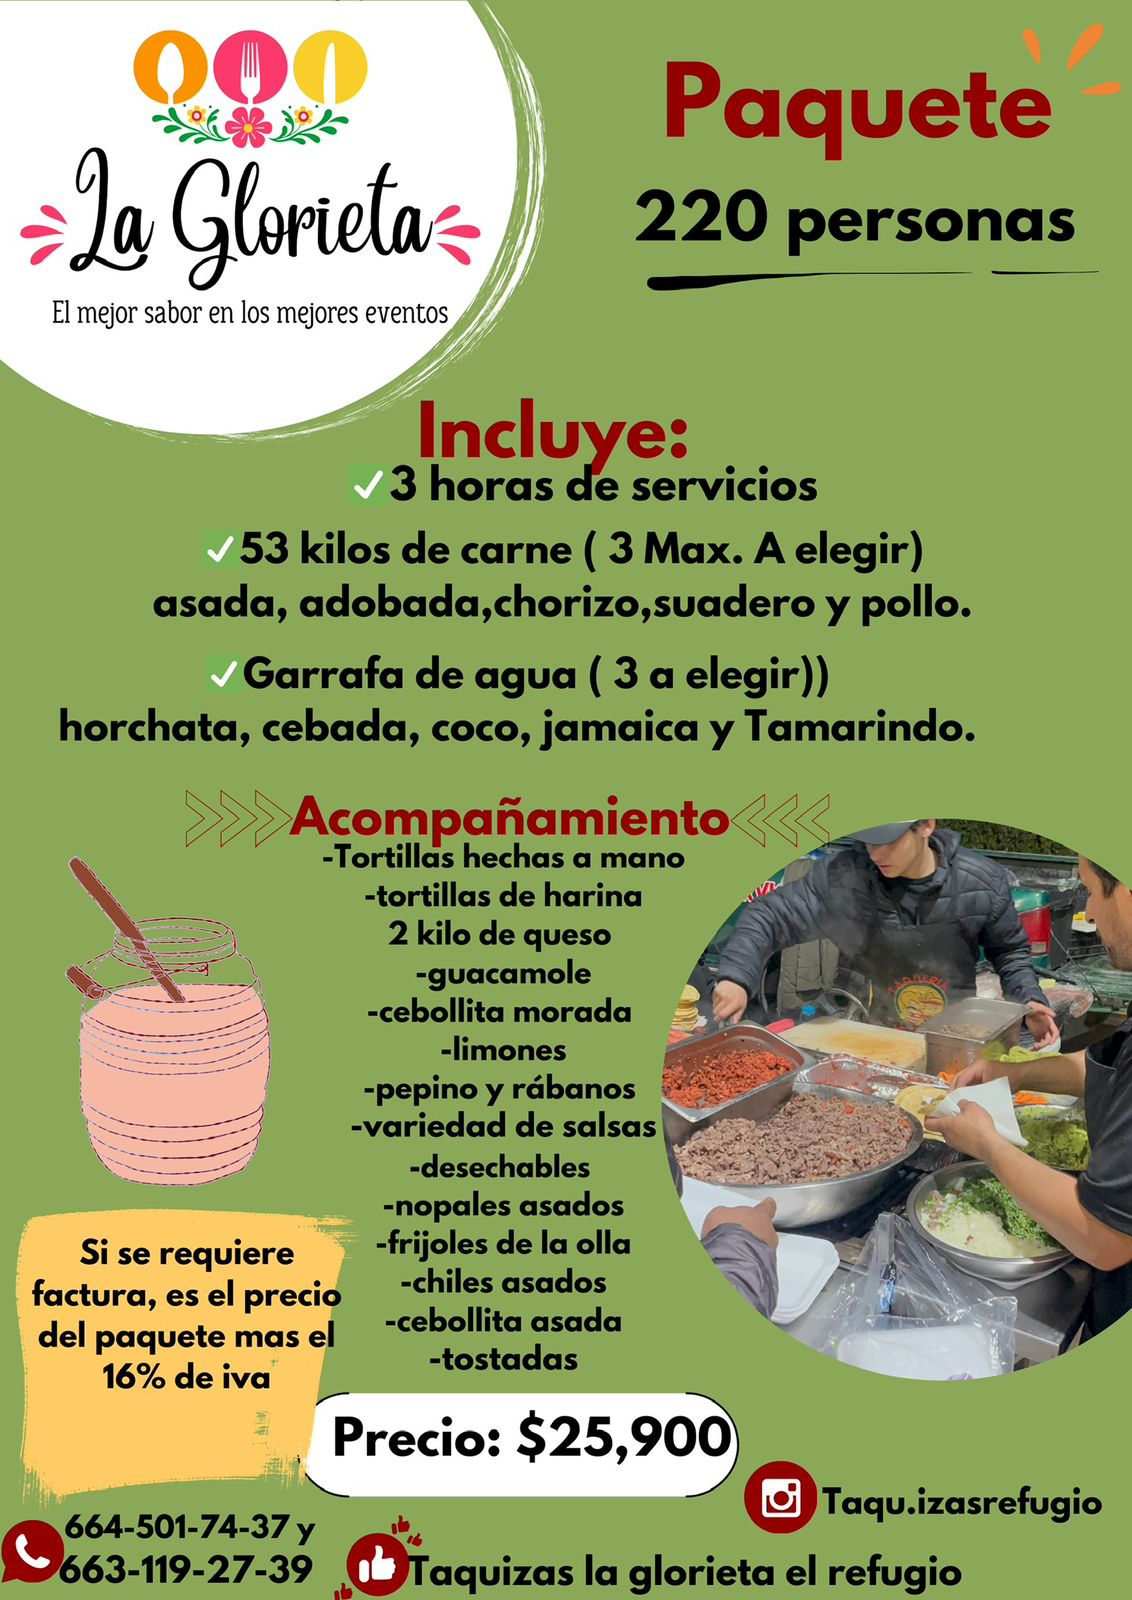 La Glorieta
El mejor sabor en los mejores eventos
Paquete
220 personas
Incluye:
✅3 horas de servicios
✅53 kilos de carne ( 3 Max. A elegir)
asada, adobada,chorizo,suadero y pollo.
✅Garrafa de agua ( 3 a elegir))
horchata, cebada, coco, jamaica y Tamarindo.
Acompañamiento
-Tortillas hechas a mano
-tortillas de harina
2 kilo de queso
-guacamole
-cebollita morada
-limones
-pepino y rábanos
-variedad de salsas
-desechables
-nopales asados
-frijoles de la olla
-chiles asados
-cebollita asada
-tostadas
Si se requiere
factura, es el precio
del paquete mas el
16% de iva
Precio: $25,900
Taqu.izasrefugio
664-501-74-37 y
663-119-27-39
Taquizas la glorieta el refugio